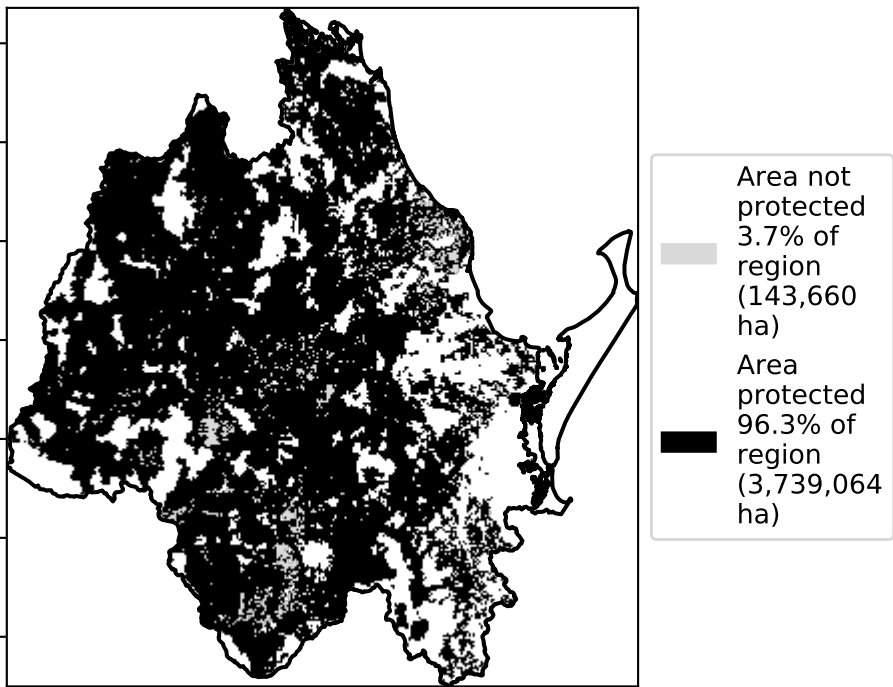 Area not
protected
3.7% of
region
(143,660
ha)
Area
protected
96.3% of
region
(3,739,064
ha)